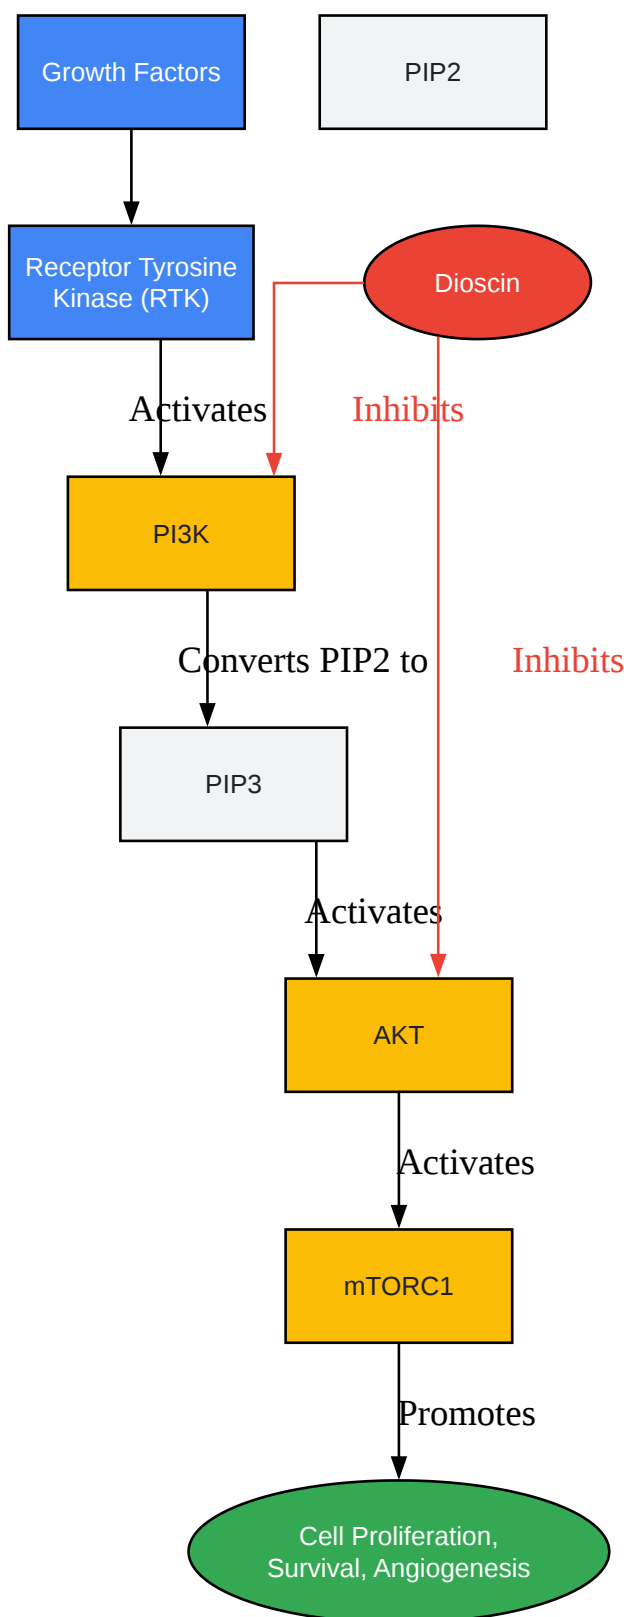 Growth Factors
PIP2
Receptor Tyrosine
Kinase (RTK)
Dioscin
Activates
Inhibits
PI3K
Converts PIP2 to
Inhibits
PIP3
Activates
AKT
Activates
mTORC1
Promotes
Cell Proliferation,
Survival, Angiogenesis